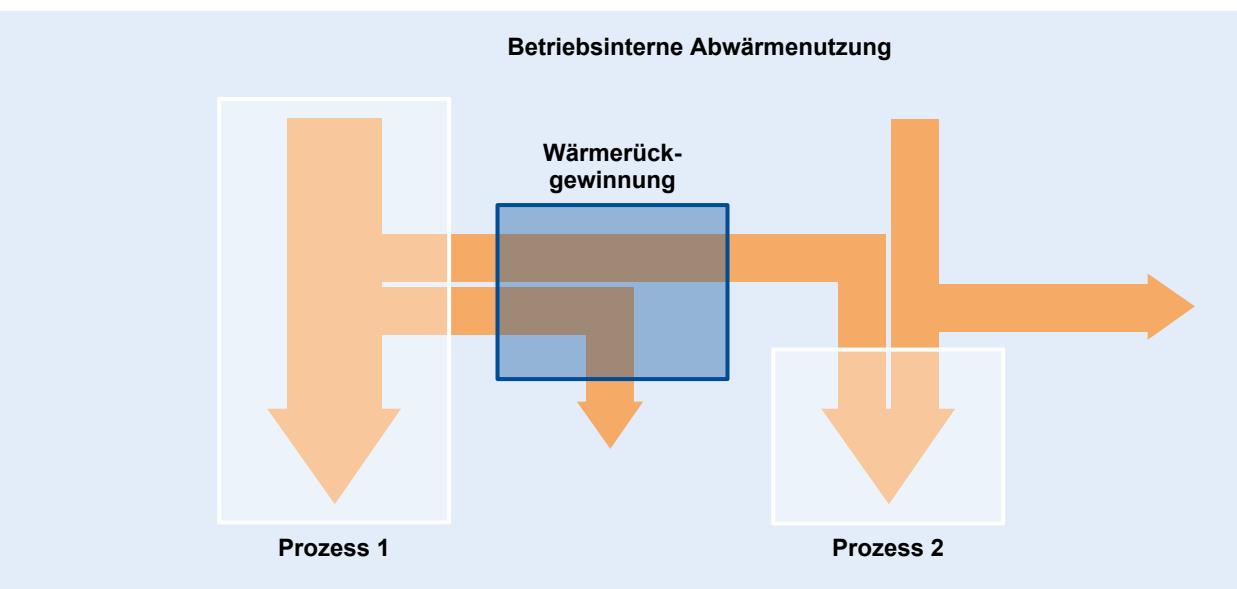 Betriebsinterne Abwärmenutzung
Wärmerück-
gewinnung
Prozess 1
Prozess 2